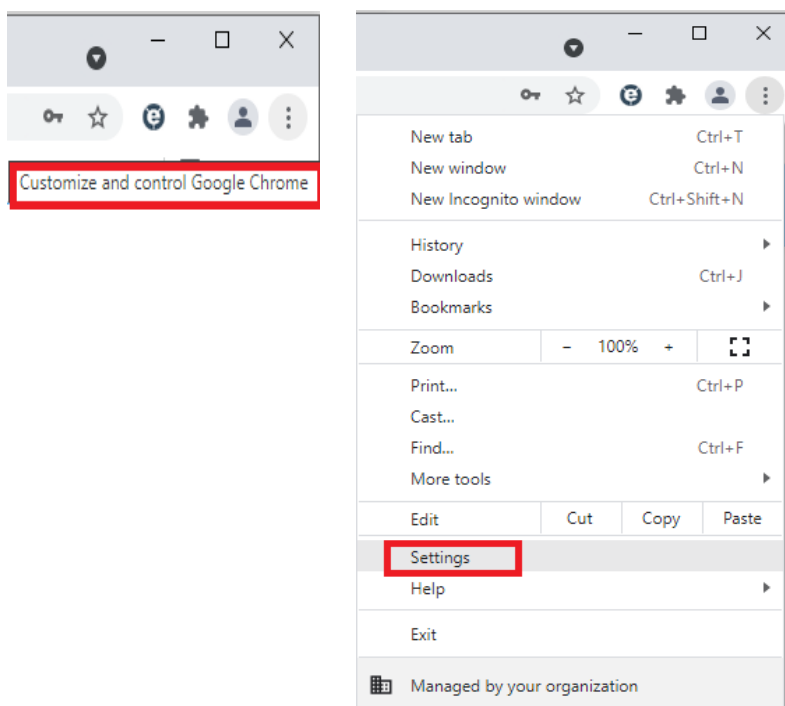 Customize and control Google Chrome
New tab Ctrl+T
New window Ctrl+N
New Incognito window Ctrl+Shift+N
History
Downloads Ctrl+J
Bookmarks
Zoom − 100% +
Print... Ctrl+P
Cast...
Find... Ctrl+F
More tools
Edit Cut Copy Paste
Settings
Help
Exit
Managed by your organization